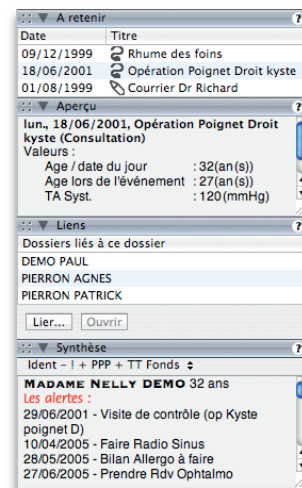 A retenir ?
Date Titre
09/12/1999 Rhume des foins
18/06/2001 Opération Poignet Droit kyste
01/08/1999 Courrier Dr Richard
Aperçu ?
lun., 18/06/2001, Opération Poignet Droit
kyste (Consultation)
Valeurs :
Age / date du jour : 32(an(s))
Age lors de l'événement : 27(an(s))
TA Syst. : 120(mmHg)
Liens ?
Dossiers liés à ce dossier
DEMO PAUL
PIERRON AGNES
PIERRON PATRICK
Lier... Ouvrir
Synthèse ?
Ident - ! + PPP + TT Fonds
MADAME NELLY DEMO 32 ans
Les alertes :
29/06/2001 - Visite de contrôle (op Kyste
poignet D)
10/04/2005 - Faire Radio Sinus
28/05/2005 - Bilan Allergo à faire
27/06/2005 - Prendre Rdv Ophtalmo